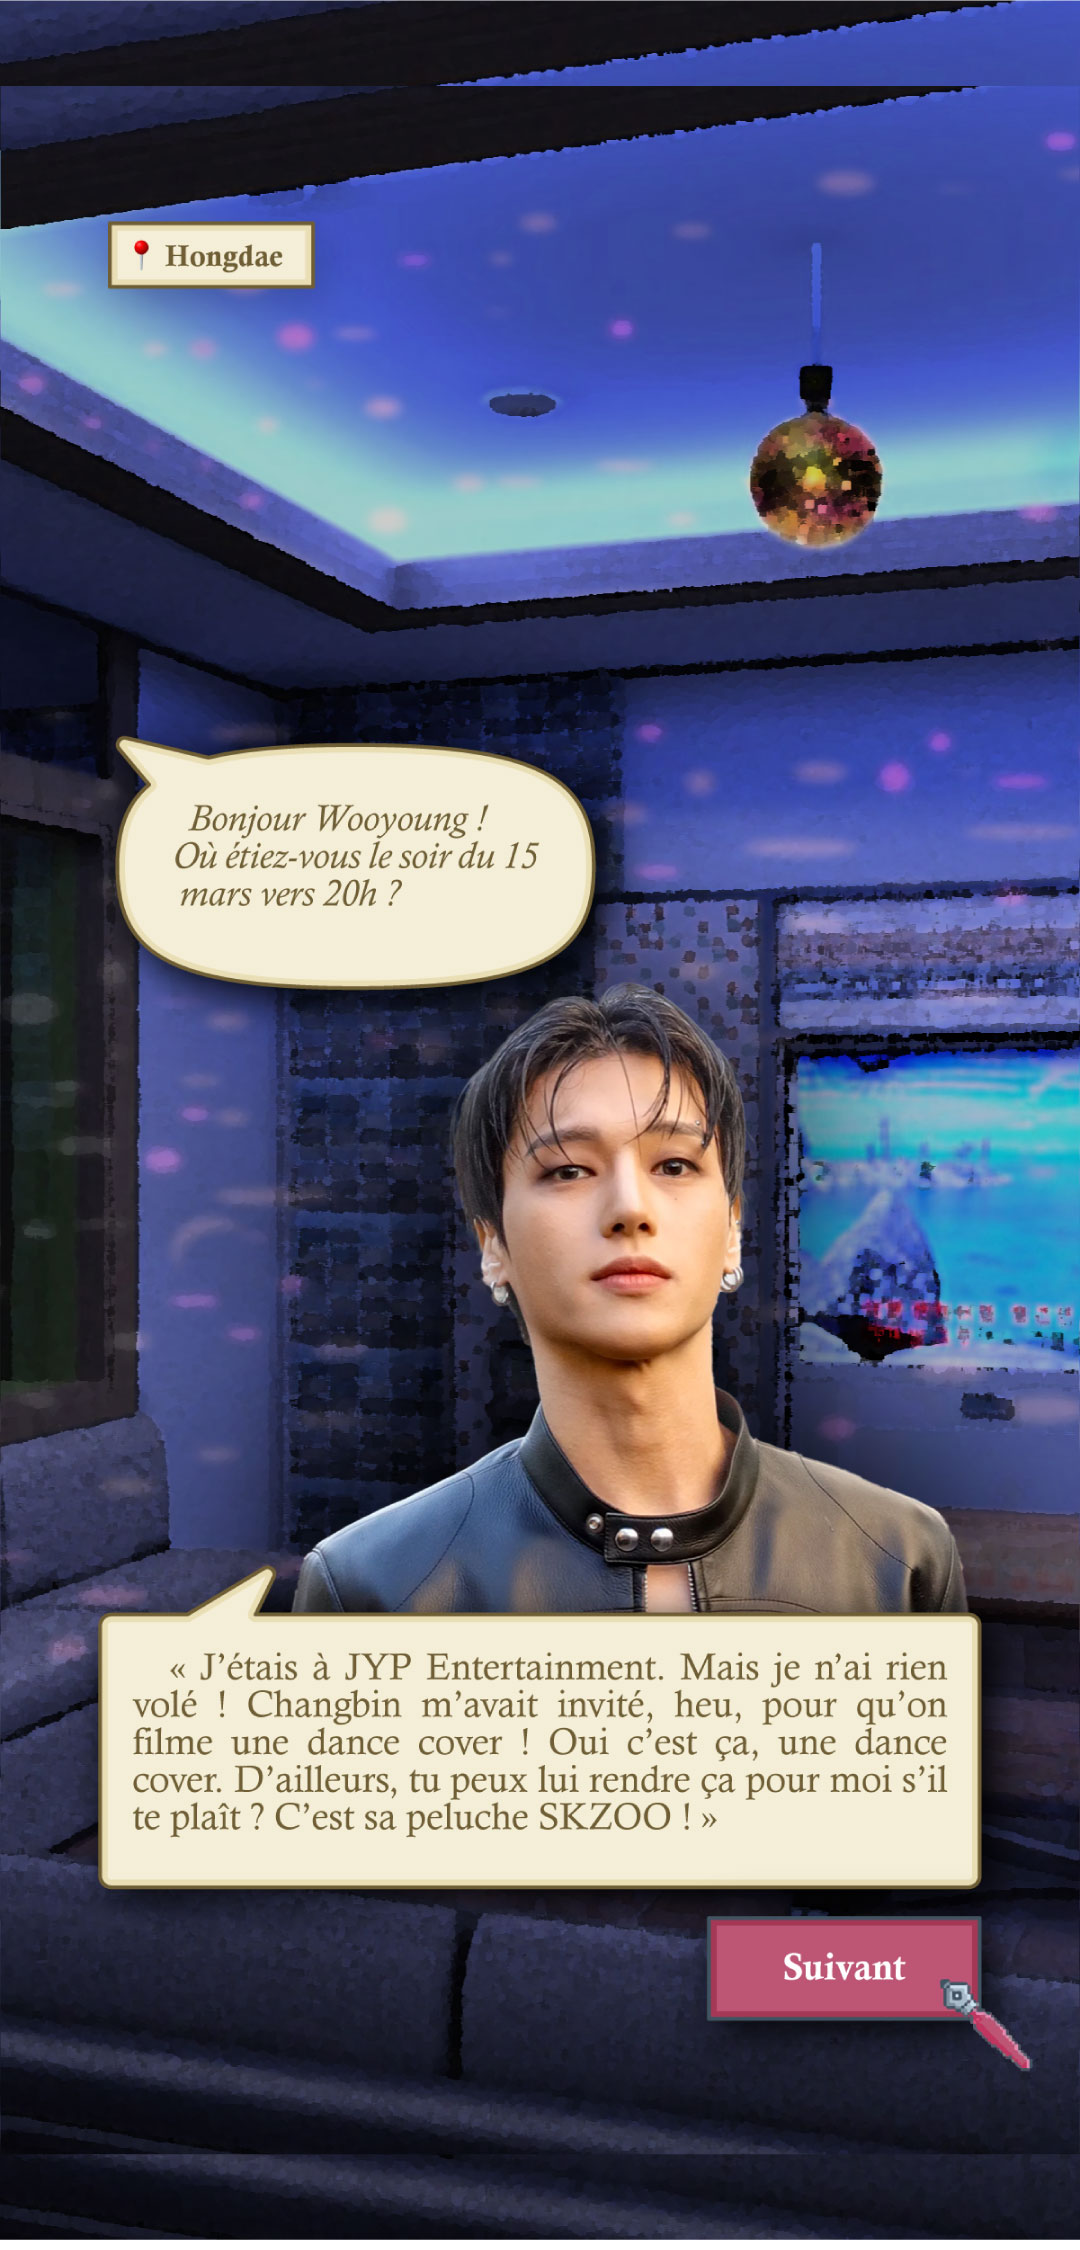 Hongdae
Bonjour Wooyoung !
Où étiez-vous le soir du 15
mars vers 20h ?
« J’étais à JYP Entertainment. Mais je n’ai rien
volé ! Changbin m’avait invité, heu, pour qu’on
filme une dance cover ! Oui c’est ça, une dance
cover. D’ailleurs, tu peux lui rendre ça pour moi s’il
te plaît ? C’est sa peluche SKZOO ! »
Suivant